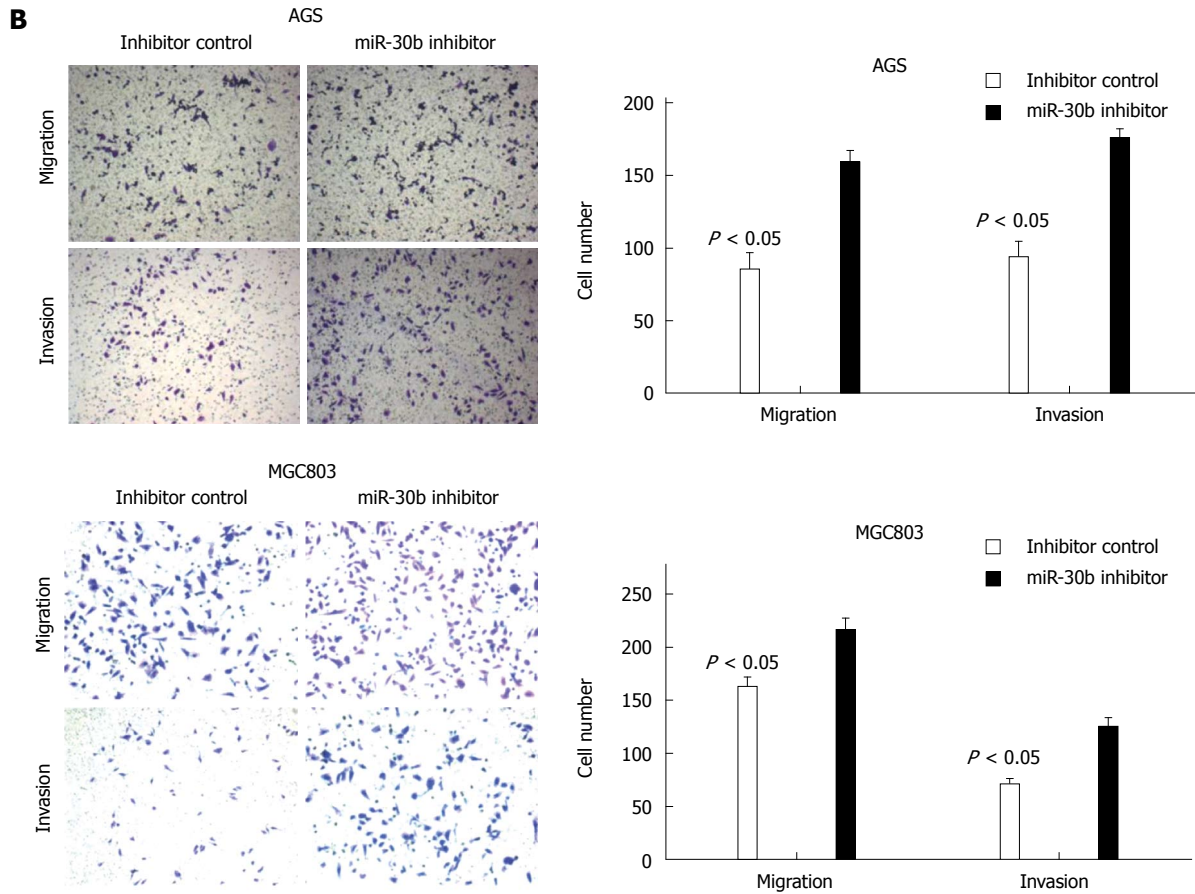 B
AGS
Inhibitor control
miR-30b inhibitor
Migration
Invasion
AGS
Inhibitor control
miR-30b inhibitor
200
150
100
50
0
Cell number
P < 0.05
P < 0.05
Migration
Invasion
MGC803
Inhibitor control
miR-30b inhibitor
Migration
Invasion
MGC803
Inhibitor control
miR-30b inhibitor
250
200
150
100
50
0
Cell number
P < 0.05
P < 0.05
Migration
Invasion